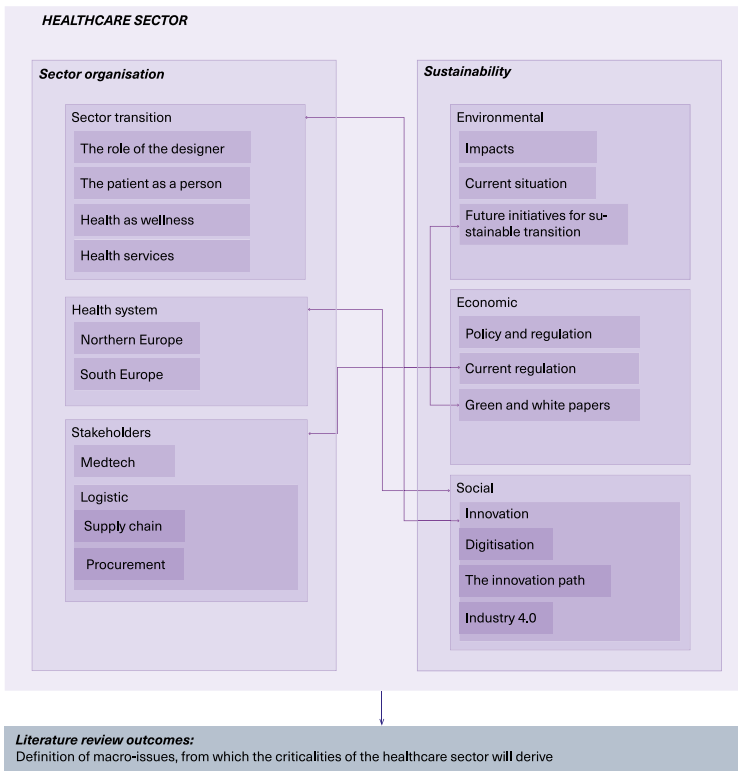 HEALTHCARE SECTOR
Sector organisation
Sector transition
The role of the designer
The patient as a person
Health as wellness
Health services
Health system
Northern Europe
South Europe
Stakeholders
Medtech
Logistic
Supply chain
Procurement
Sustainability
Environmental
Impacts
Current situation
Future initiatives for su-
stainable transition
Economic
Policy and regulation
Current regulation
Green and white papers
Social
Innovation
Digitisation
The innovation path
Industry 4.0
Literature review outcomes:
Definition of macro-issues, from which the criticalities of the healthcare sector will derive